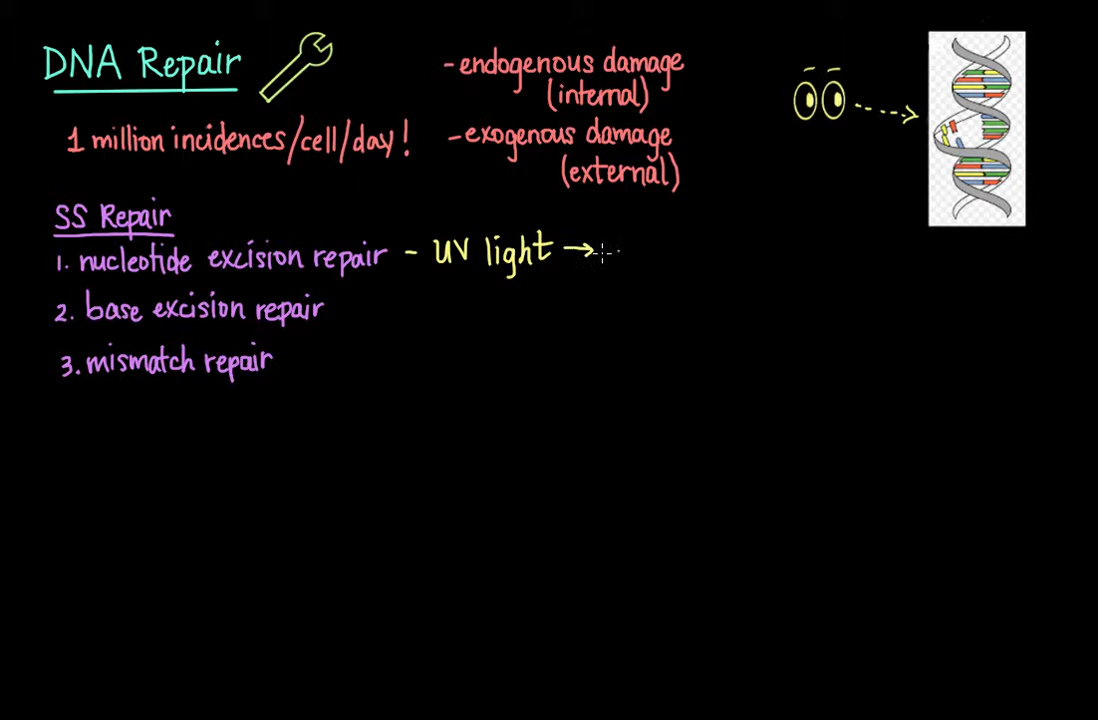 DNA Repair
1 million incidences/cell/day!
-endogenous damage
(internal)
-exogenous damage
(external)
SS Repair
1. nucleotide excision repair - UV light →
2. base excision repair
3. mismatch repair